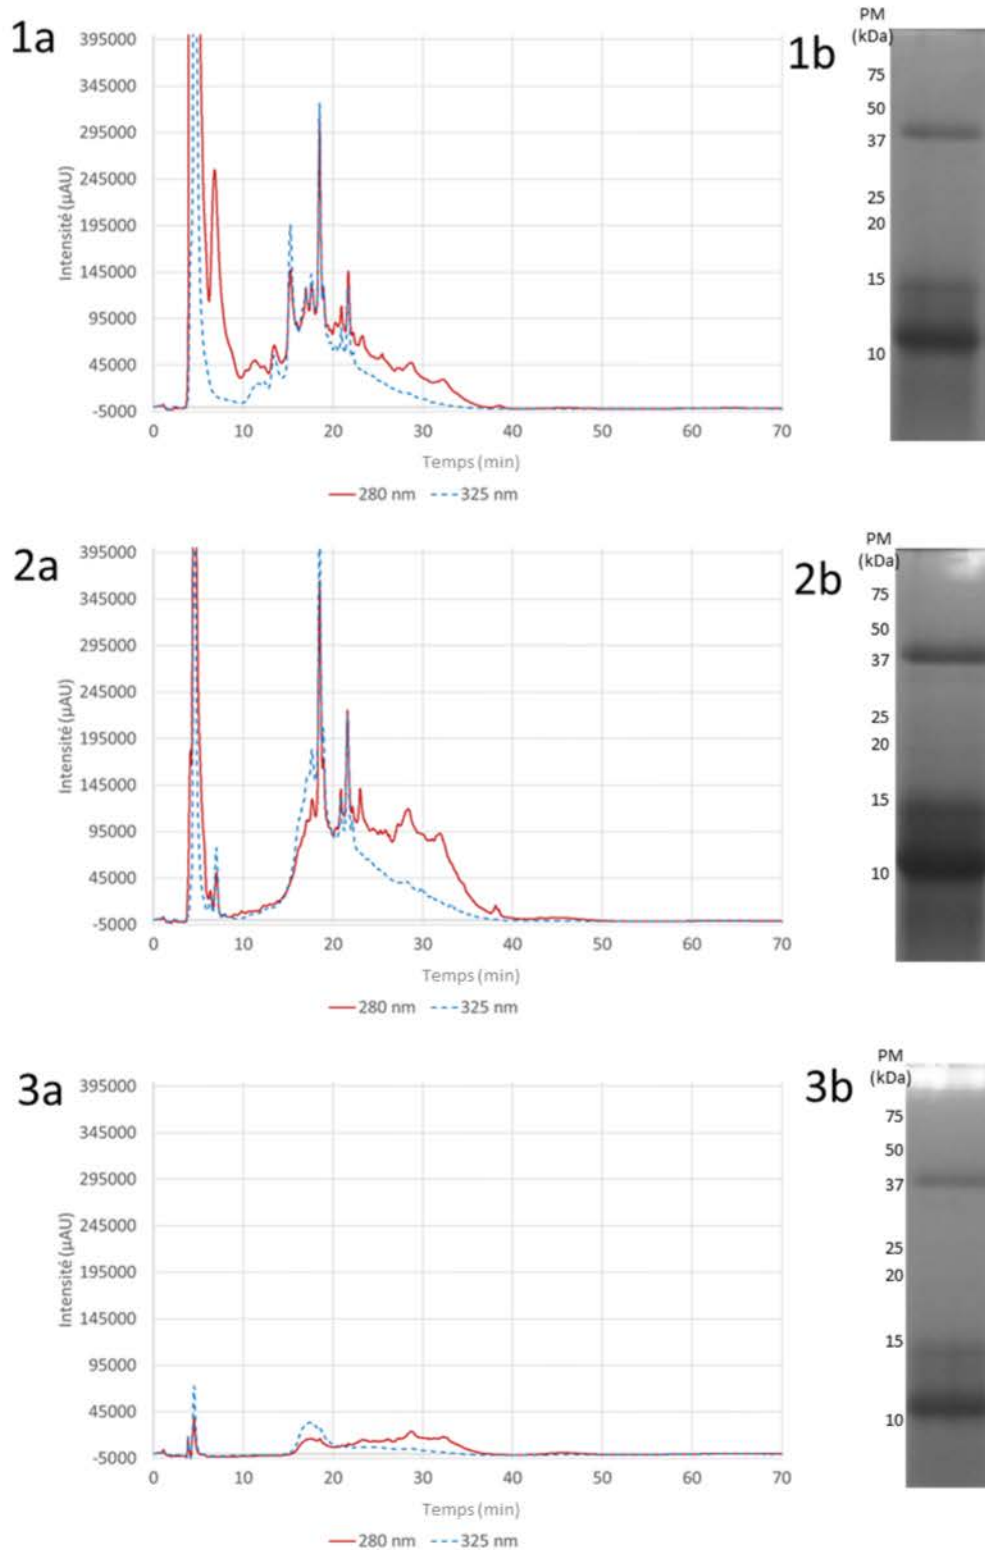 1a
395000
345000
295000
245000
195000
145000
95000
45000
-5000
Intensité (µAU)
0 10 20 30 40 50 60 70
Temps (min)
280 nm 325 nm
1b
PM
(kDa)
75
50
37
25
20
15
10
2a
395000
345000
295000
245000
195000
145000
95000
45000
-5000
Intensité (µAU)
0 10 20 30 40 50 60 70
Temps (min)
280 nm 325 nm
2b
PM
(kDa)
75
50
37
25
20
15
10
3a
395000
345000
295000
245000
195000
145000
95000
45000
-5000
Intensité (µAU)
0 10 20 30 40 50 60 70
Temps (min)
280 nm 325 nm
3b
PM
(kDa)
75
50
37
25
20
15
10